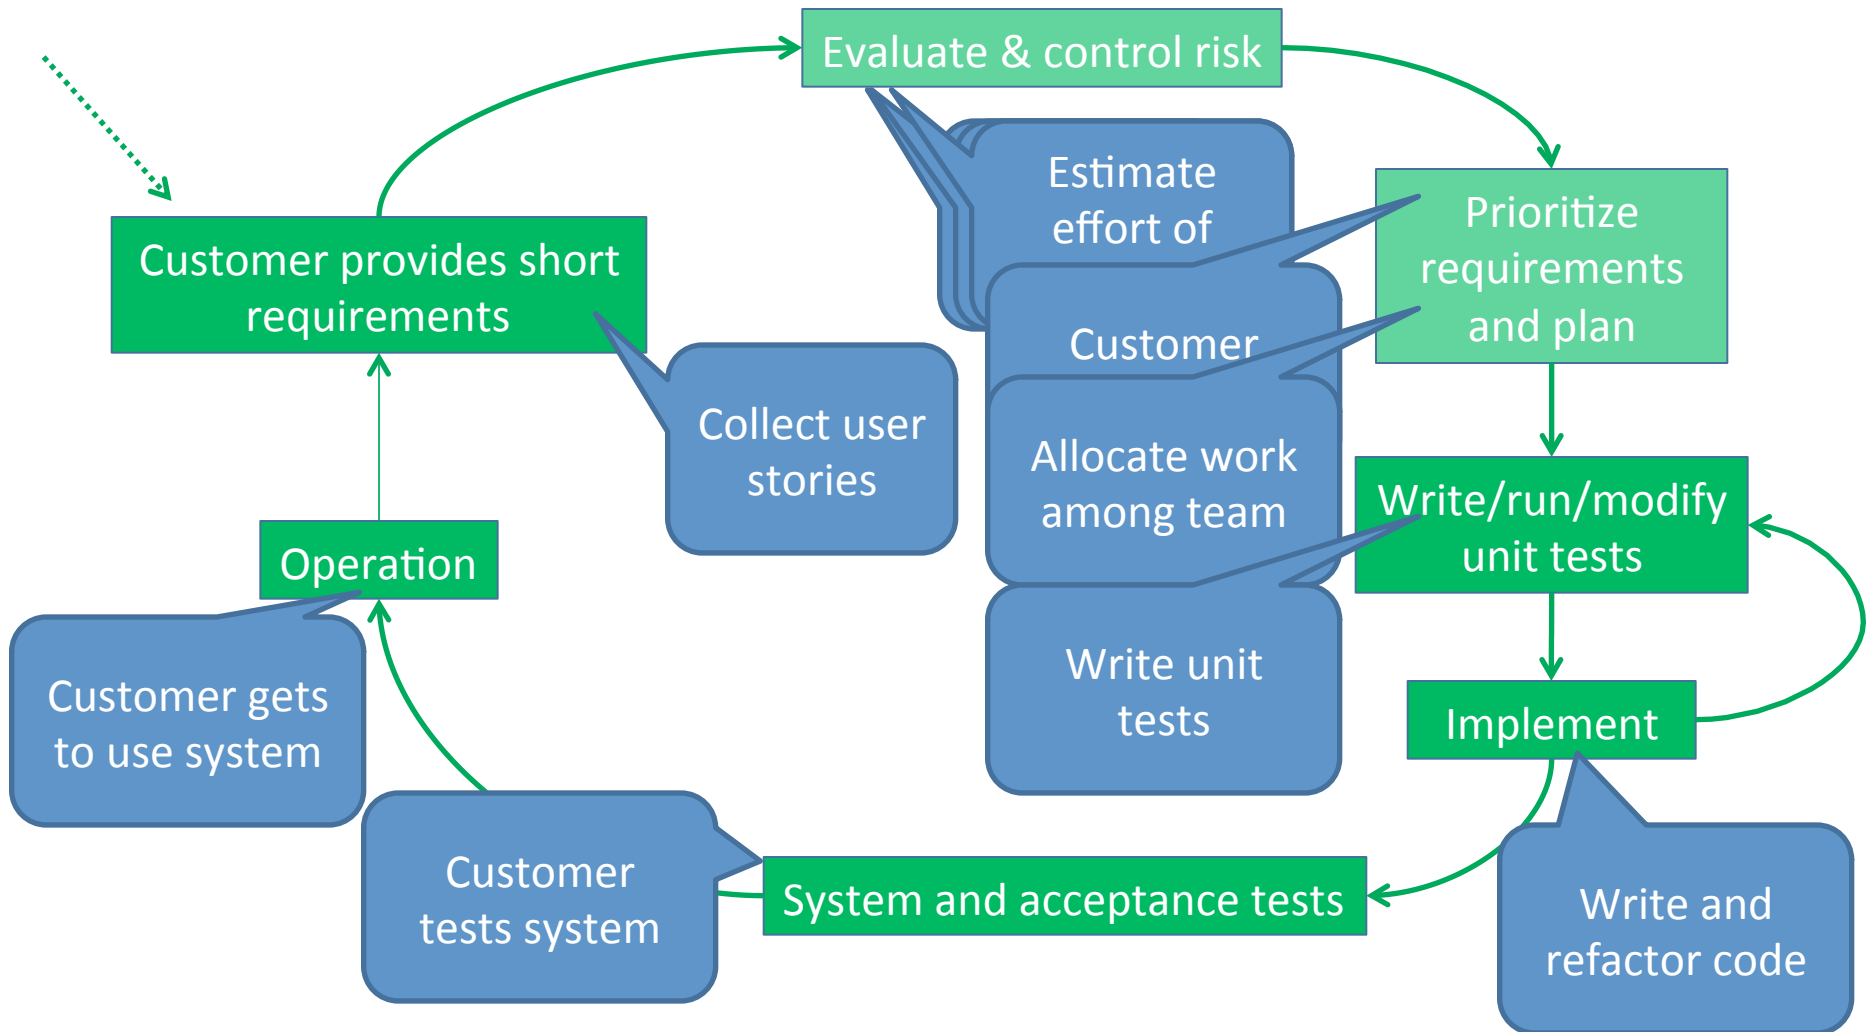 Evaluate & control risk
Estimate
effort of
Prioritize
requirements
and plan
Customer provides short
requirements
Customer
Collect user
stories
Allocate work
among team
Write/run/modify
unit tests
Operation
Write unit
tests
Customer gets
to use system
Implement
Customer
tests system
System and acceptance tests
Write and
refactor code